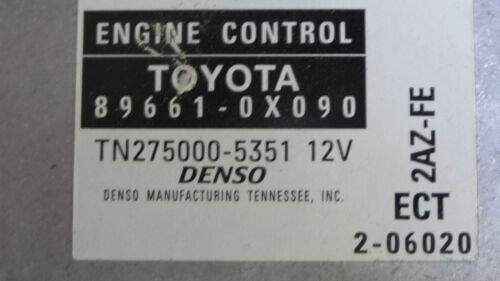 ENGINE CONTROL
TOYOTA
89661-0X090
TN275000-5351 12V
DENSO
DENSO MANUFACTURING TENNESSEE, INC.
2AZ-FE
ECT
2-06020